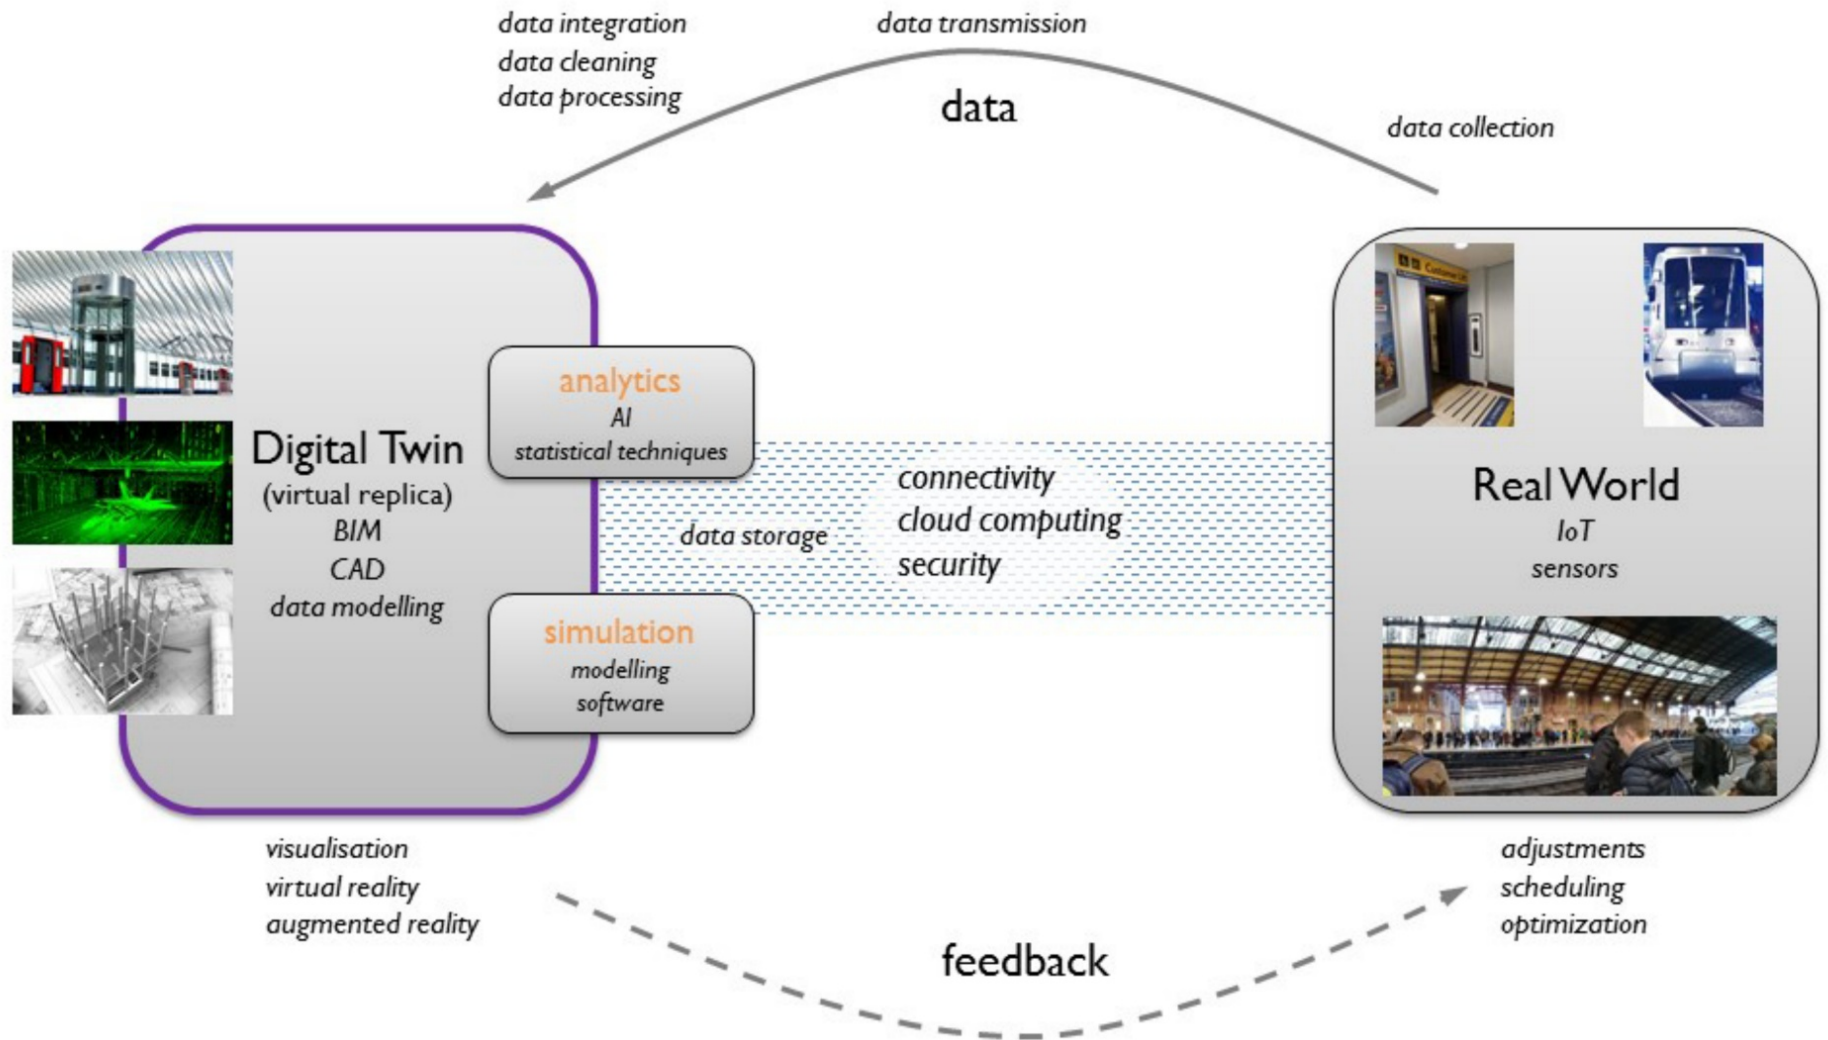 data integration
data cleaning
data processing
data transmission
data
data collection
Digital Twin
(virtual replica)
BIM
CAD
data modelling
analytics
AI
statistical techniques
simulation
modelling
software
data storage
connectivity
cloud computing
security
Customer
Real World
IoT
sensors
visualisation
virtual reality
augmented reality
feedback
adjustments
scheduling
optimization